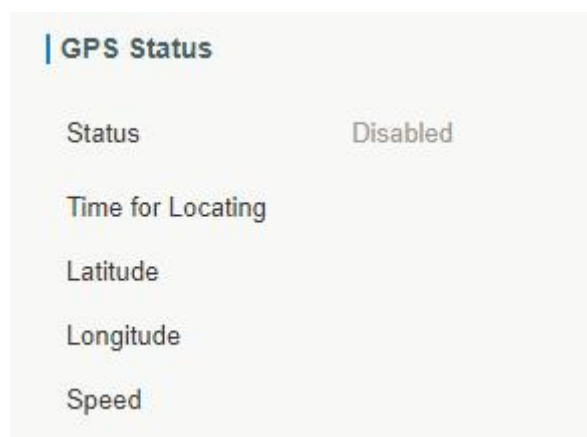 GPS Status
Status Disabled
Time for Locating
Latitude
Longitude
Speed